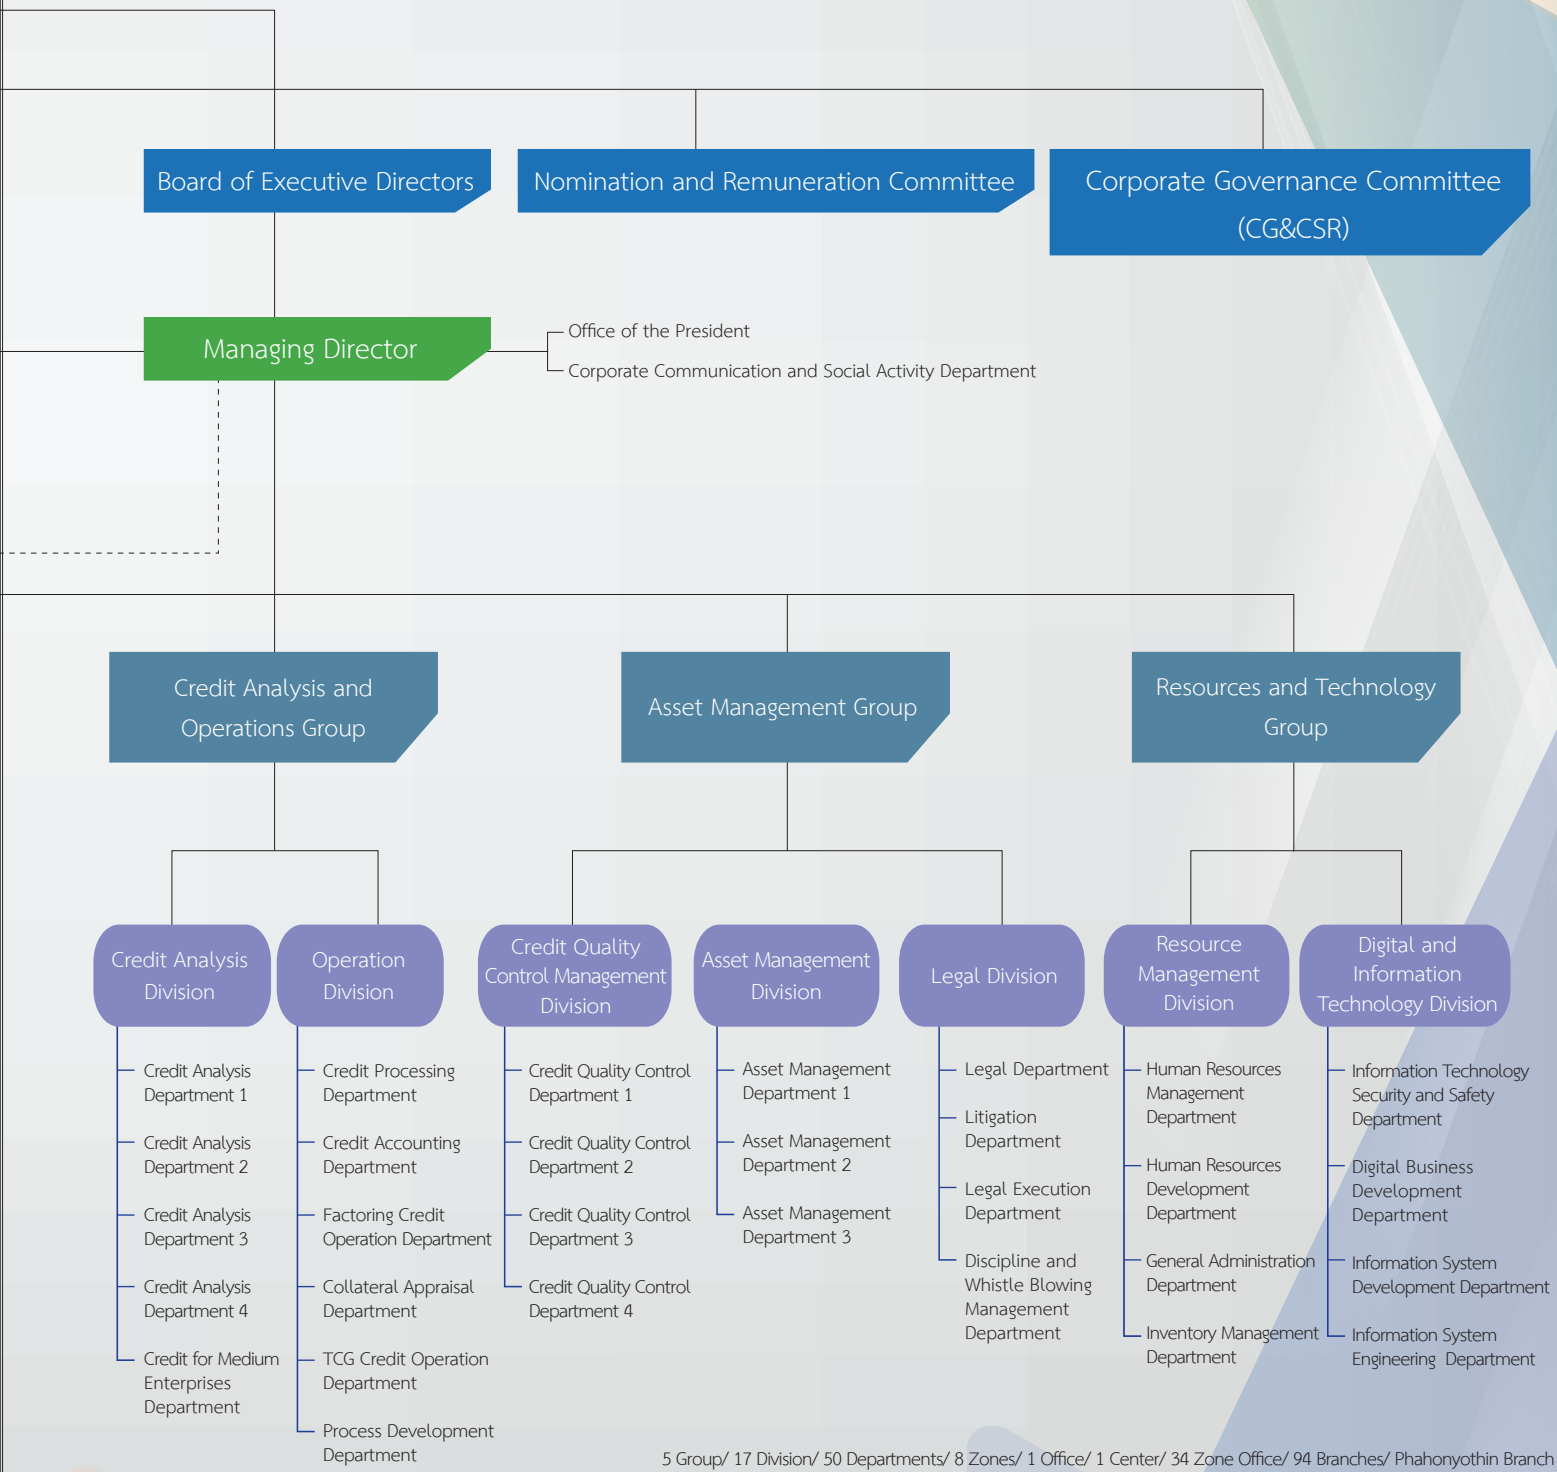 Board of Executive Directors
Nomination and Remuneration Committee
Corporate Governance Committee
(CG&CSR)
Managing Director
Office of the President
Corporate Communication and Social Activity Department
Credit Analysis and
Operations Group
Asset Management Group
Resources and Technology
Group
Credit Analysis
Division
Credit Analysis
Department 1
Credit Analysis
Department 2
Credit Analysis
Department 3
Credit Analysis
Department 4
Credit for Medium
Enterprises
Department
Operation
Division
Credit Processing
Department
Credit Accounting
Department
Factoring Credit
Operation Department
Collateral Appraisal
Department
TCG Credit Operation
Department
Process Development
Department
Credit Quality
Control Management
Division
Credit Quality Control
Department 1
Credit Quality Control
Department 2
Credit Quality Control
Department 3
Credit Quality Control
Department 4
Asset Management
Division
Asset Management
Department 1
Asset Management
Department 2
Asset Management
Department 3
Legal Division
Legal Department
Litigation
Department
Legal Execution
Department
Discipline and
Whistle Blowing
Management
Department
Resource
Management
Division
Human Resources
Management
Department
Human Resources
Development
Department
General Administration
Department
Inventory Management
Department
Digital and
Information
Technology Division
Information Technology
Security and Safety
Department
Digital Business
Development
Department
Information System
Development Department
Information System
Engineering Department
5 Group/ 17 Division/ 50 Departments/ 8 Zones/ 1 Office/ 1 Center/ 34 Zone Office/ 94 Branches/ Phahonyothin Branch